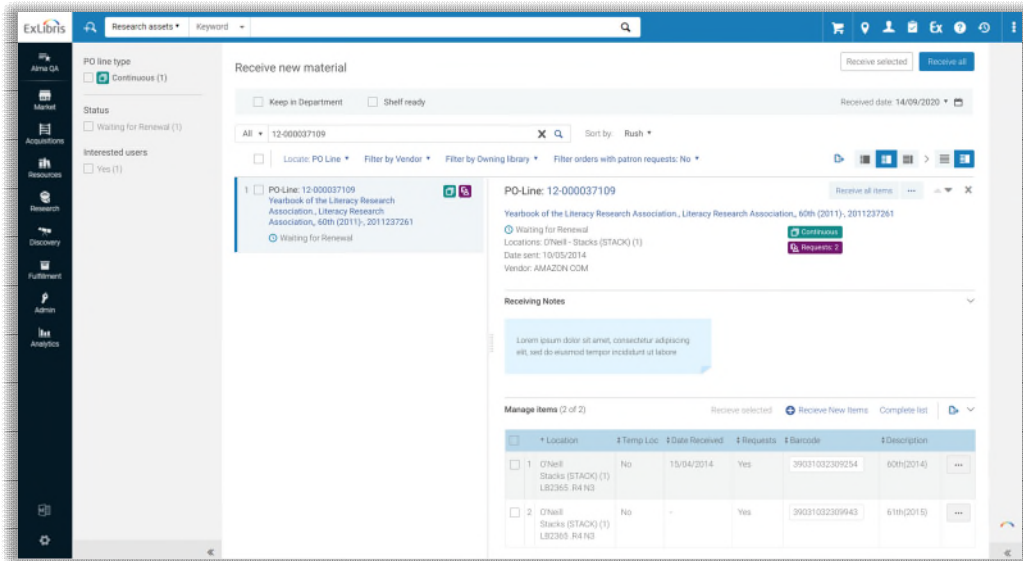 ExLibris
Research assets
Keyword
Ex
Alma QA
Market
Acquisitions
Resources
Research
Discovery
Fulfillment
Admin
Analytics
PO line type
Continuous (1)
Status
Waiting for Renewal (1)
Interested users
Yes (1)
Receive new material
Receive selected
Receive all
Keep in Department
Shelf ready
Received date: 14/09/2020
All
12-000037109
Sort by: Rush
Locate: PO Line
Filter by Vendor
Filter by Owning library
Filter orders with patron requests: No
1
PO-Line: 12-000037109
Yearbook of the Literacy Research
Association., Literacy Research
Association,, 60th (2011)-, 2011237261
Waiting for Renewal
PO-Line: 12-000037109
Receive all items
Yearbook of the Literacy Research Association., Literacy Research Association,, 60th (2011)-, 2011237261
Waiting for Renewal
Locations: O'Neill - Stacks (STACK) (1)
Date sent: 10/05/2014
Vendor: AMAZON COM
Continuous
Requests: 2
Receiving Notes
Lorem ipsum dolor sit amet, consectetur adipiscing
elit, sed do eiusmod tempor incididunt ut labore
Manage items (2 of 2)
Recieve selected
Recieve New Items
Complete list
Location
Temp Loc
Date Received
Requests
Barcode
Description
1
O'Neill
Stacks (STACK) (1)
LB2365 .R4 N3
No
15/04/2014
Yes
39031032309254
60th(2014)
2
O'Neill
Stacks (STACK) (1)
LB2365 .R4 N3
No
-
Yes
39031032309943
61th(2015)